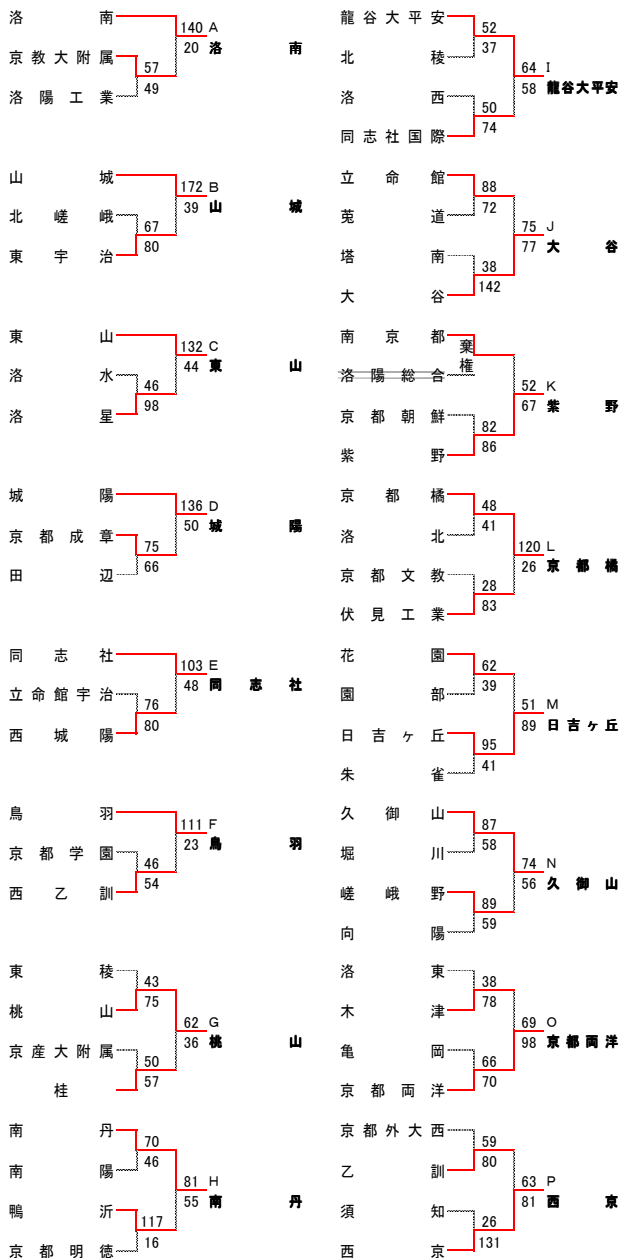 洛南
140 A
20 洛南
京教大附属
57
49
洛陽工業
山城
172 B
39 山城
北嵯峨
67
80
東宇治
東山
132 C
44 東山
洛水
46
98
洛星
城陽
136 D
50 城陽
京都成章
75
66
田辺
同志社
103 E
48 同志社
立命館宇治
76
80
西城陽
鳥羽
111 F
23 鳥羽
京都学園
46
54
西乙訓
東稜
43
75
桃山
62 G
36 桃山
京産大附属
50
57
桂
南丹
70
46
南陽
81 H
55 南丹
鴨沂
117
16
京都明徳
龍谷大平安
52
37
北稜
64 I
58 龍谷大平安
洛西
50
74
同志社国際
立命館
88
72
莵道
75 J
77 大谷
塔南
38
142
大谷
南京都
棄権
洛陽総合
52 K
67 紫野
京都朝鮮
82
86
紫野
京都橘
48
41
洛北
120 L
26 京都橘
京都文教
28
83
伏見工業
花園
62
39
園部
51 M
89 日吉ヶ丘
日吉ヶ丘
95
41
朱雀
久御山
87
58
堀川
74 N
56 久御山
嵯峨野
89
59
向陽
洛東
38
78
木津
69 O
98 京都両洋
亀岡
66
70
京都両洋
京都外大西
59
80
乙訓
63 P
81 西京
須知
26
131
西京